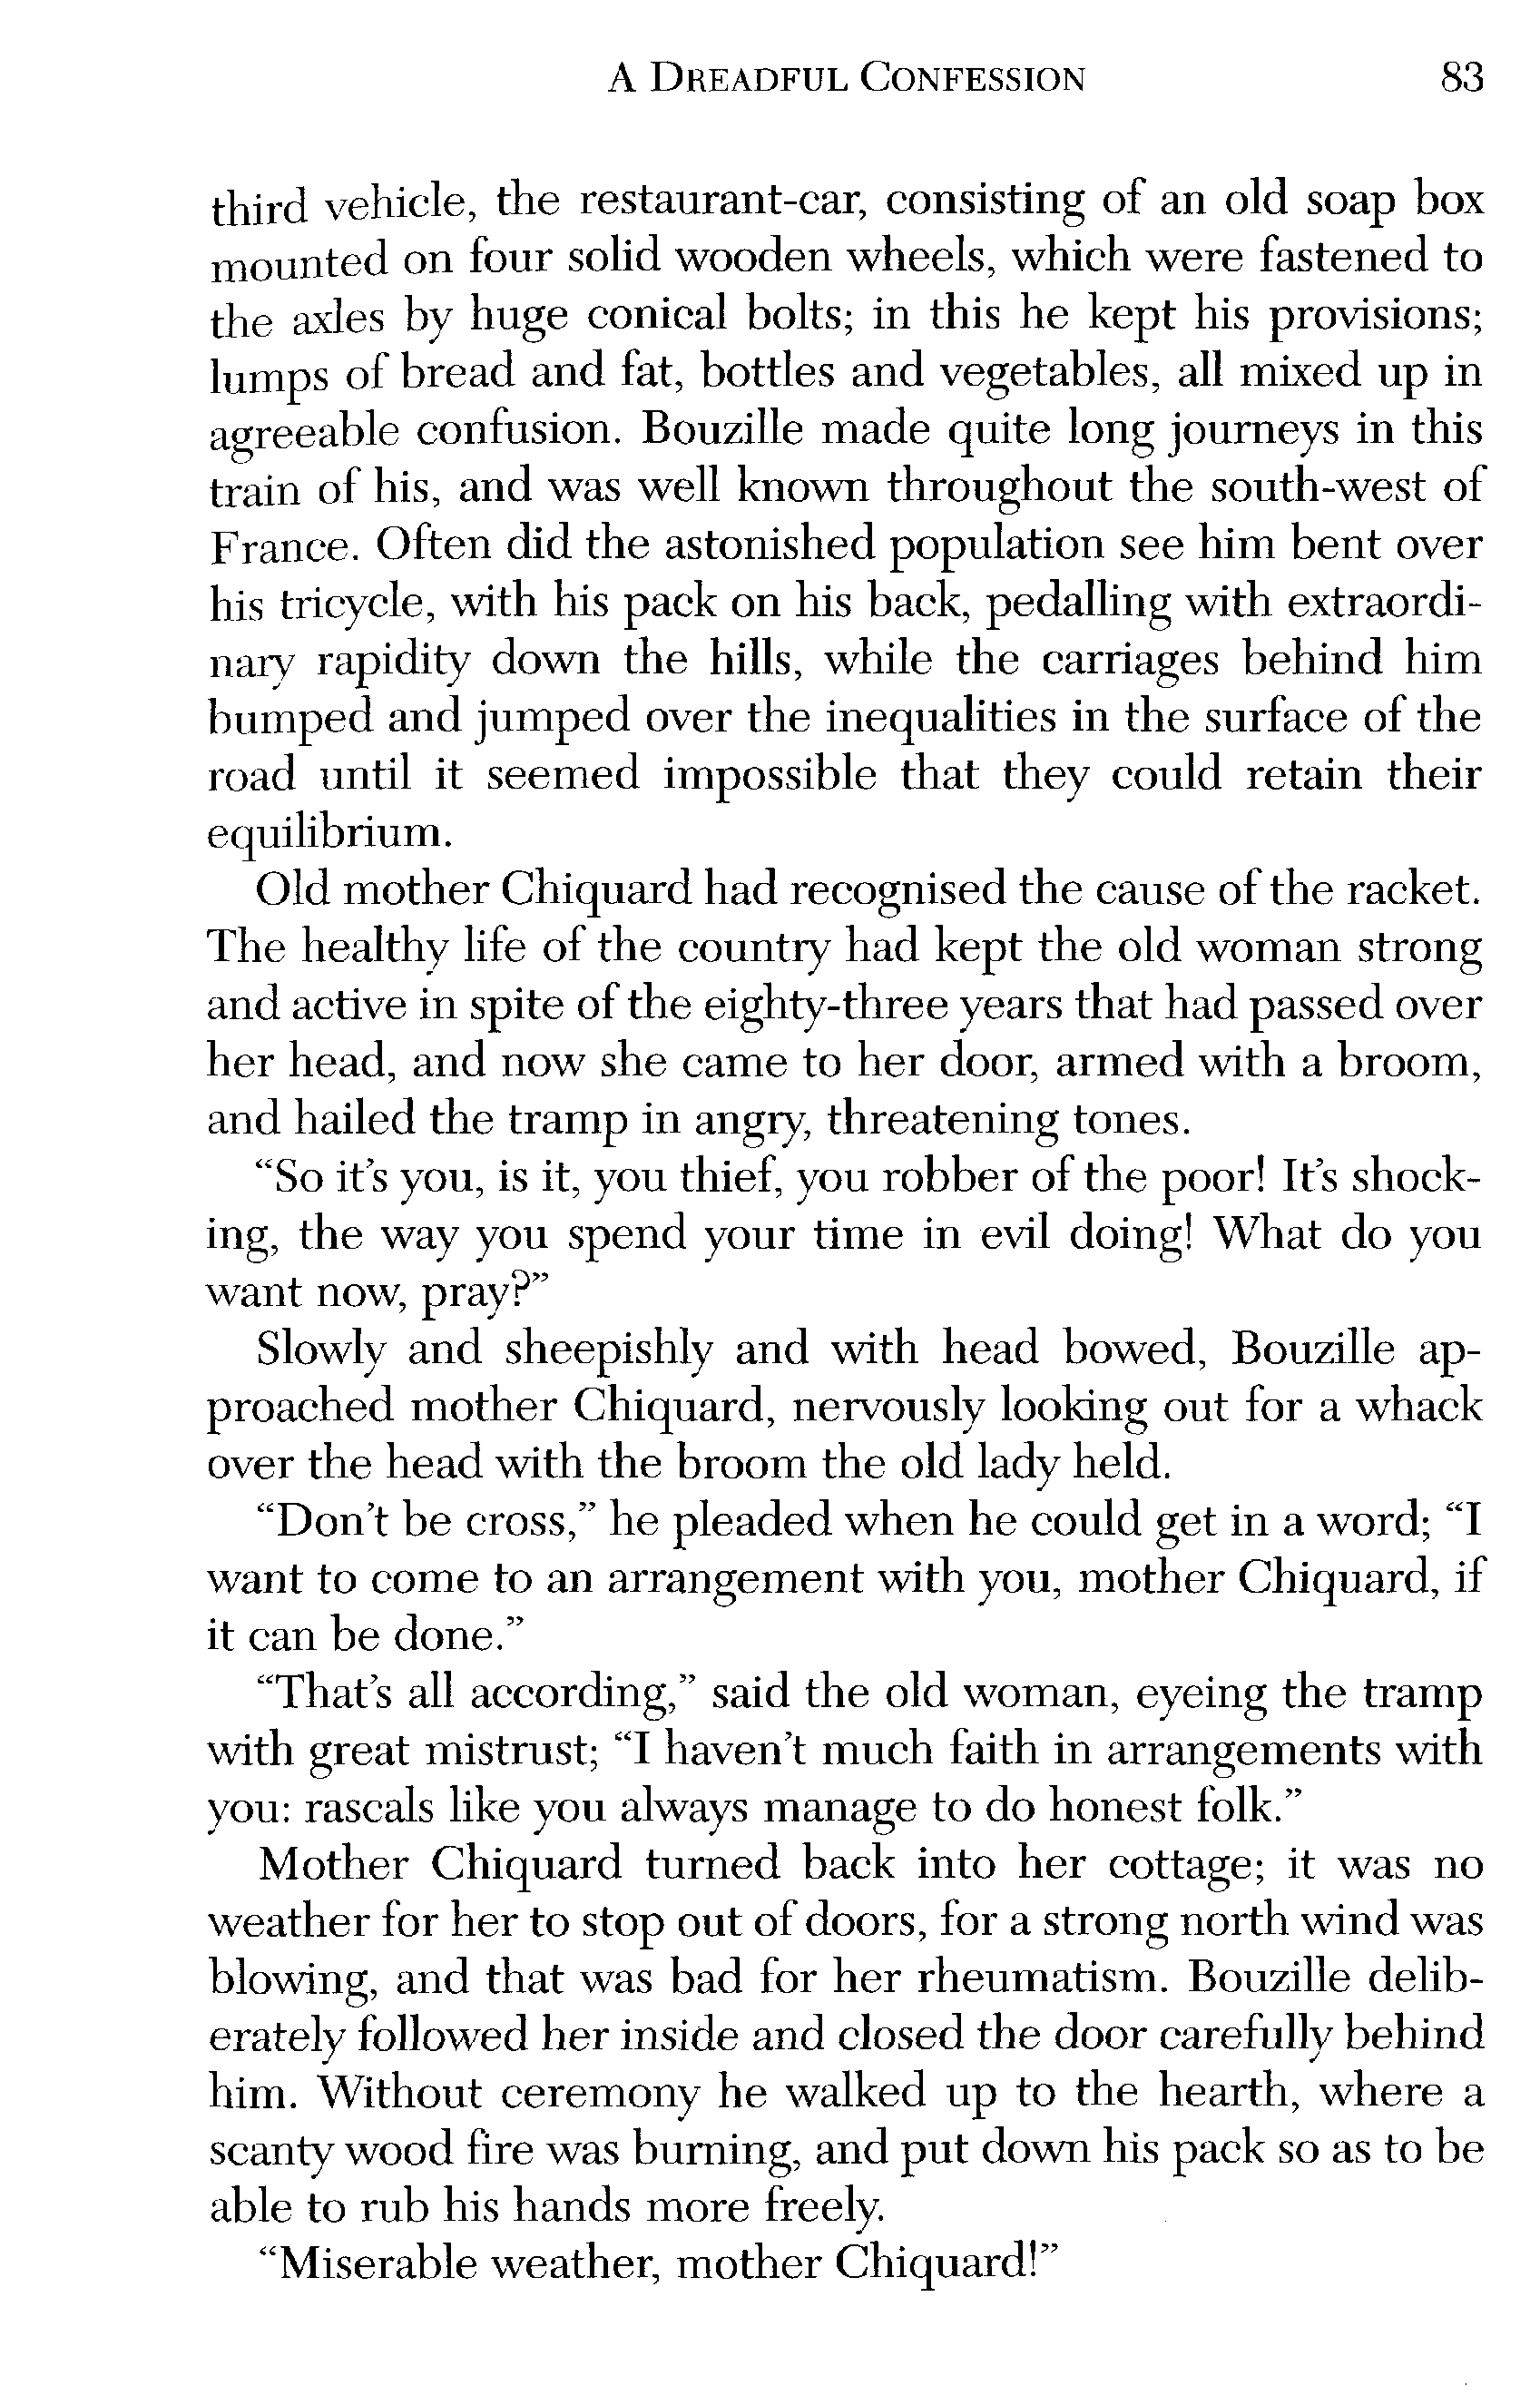 A DREADFUL CONFESSION 83
third vehicle, the restaurant-car, consisting of an old soap box
mounted on four solid wooden wheels, which were fastened to
the axles by huge conical bolts; in this he kept his provisions;
lumps of bread and fat, bottles and vegetables, all mixed up in
agreeable confusion. Bouzille made quite long journeys in this
train of his, and was well known throughout the south-west of
France. Often did the astonished population see him bent over
his tricycle, with his pack on his back, pedalling with extraordi-
nary rapidity down the hills, while the carriages behind him
bumped and jumped over the inequalities in the surface of the
road until it seemed impossible that they could retain their
equilibrium.
Old mother Chiquard had recognised the cause of the racket.
The healthy life of the country had kept the old woman strong
and active in spite of the eighty-three years that had passed over
her head, and now she came to her door, armed with a broom,
and hailed the tramp in angry, threatening tones.
“So it’s you, is it, you thief, you robber of the poor! It’s shock-
ing, the way you spend your time in evil doing! What do you
want now, pray?”
Slowly and sheepishly and with head bowed, Bouzille ap-
proached mother Chiquard, nervously looking out for a whack
over the head with the broom the old lady held.
“Don’t be cross,” he pleaded when he could get in a word; “I
want to come to an arrangement with you, mother Chiquard, if
it can be done.”
“That’s all according,” said the old woman, eyeing the tramp
with great mistrust; “I haven’t much faith in arrangements with
you: rascals like you always manage to do honest folk.”
Mother Chiquard turned back into her cottage; it was no
weather for her to stop out of doors, for a strong north wind was
blowing, and that was bad for her rheumatism. Bouzille delib-
erately followed her inside and closed the door carefully behind
him. Without ceremony he walked up to the hearth, where a
scanty wood fire was burning, and put down his pack so as to be
able to rub his hands more freely.
“Miserable weather, mother Chiquard!”